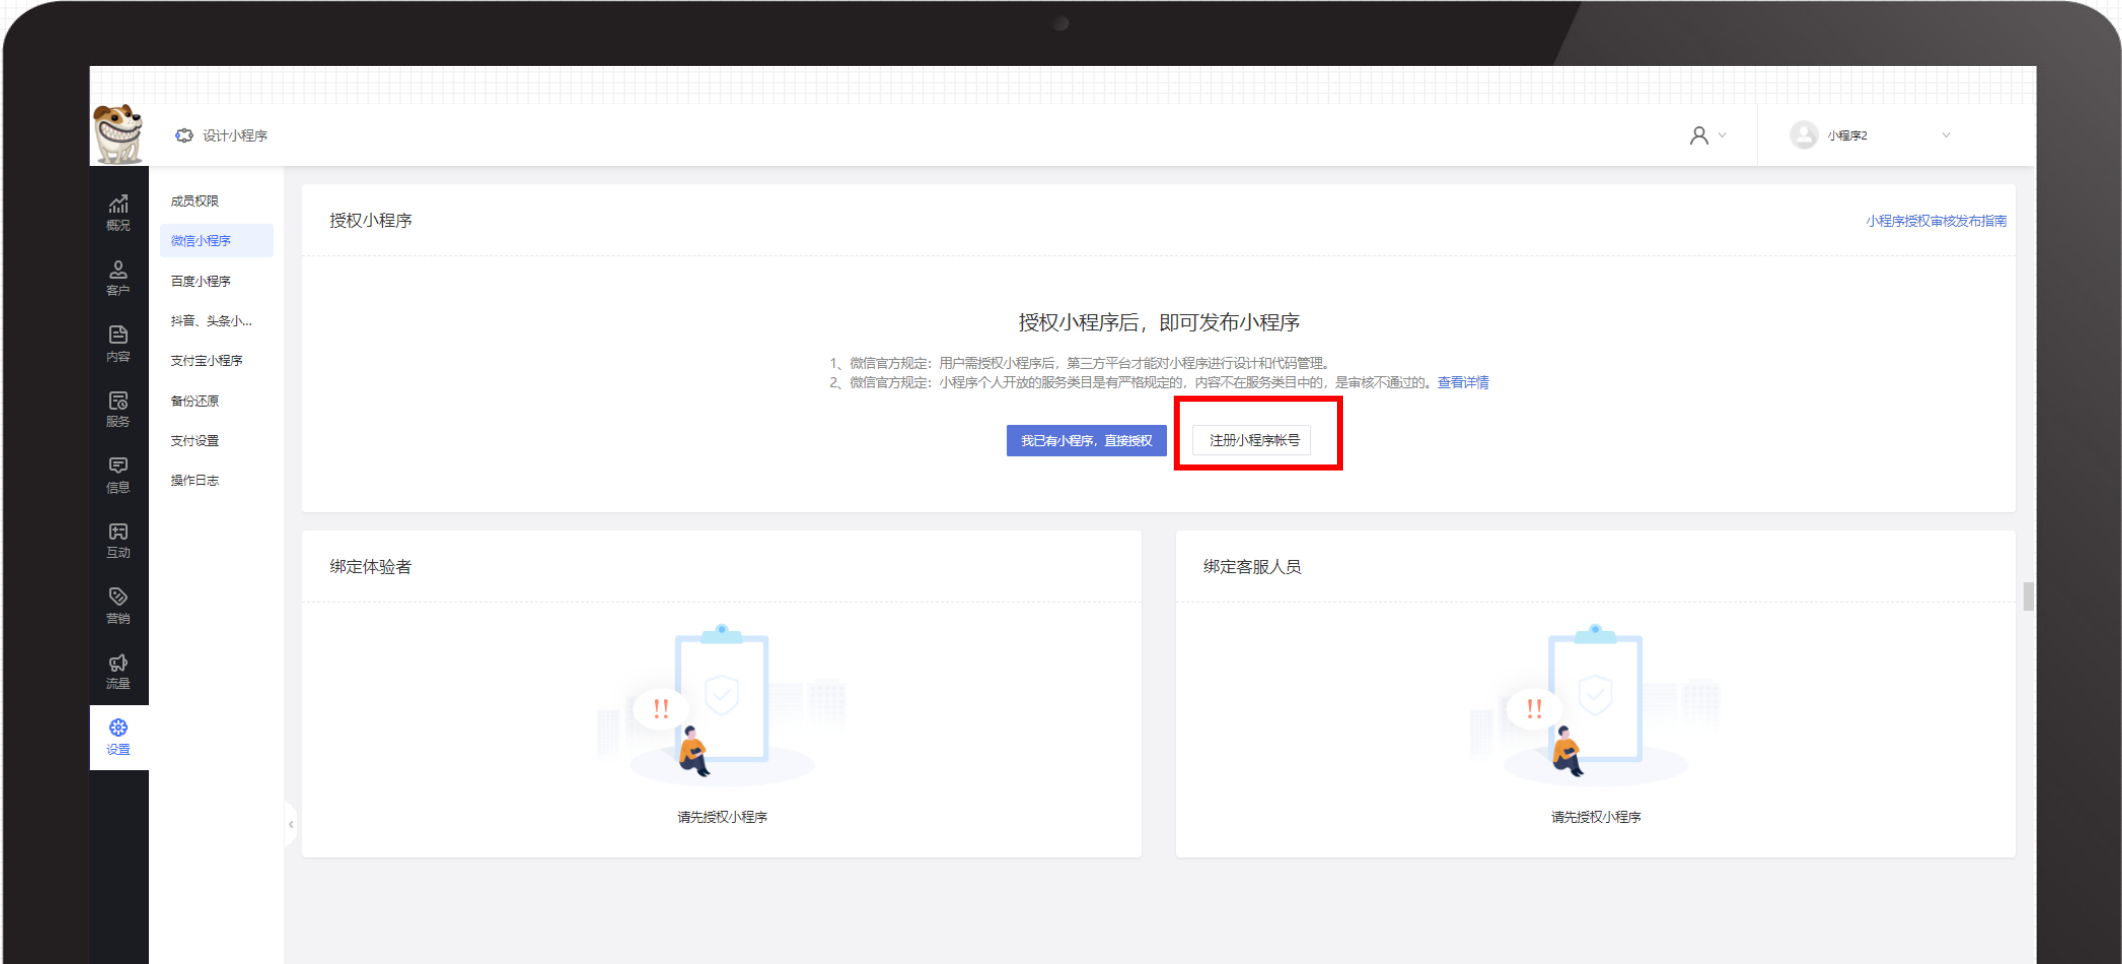 设计小程序
小程序2
概况
客户
内容
服务
信息
互动
营销
流量
设置
成员权限
微信小程序
百度小程序
抖音、头条小...
支付宝小程序
备份还原
支付设置
操作日志
授权小程序
小程序授权审核发布指南
授权小程序后，即可发布小程序
1、微信官方规定：用户需授权小程序后，第三方平台才能对小程序进行设计和代码管理。
2、微信官方规定：小程序个人开放的服务类目是有严格规定的，内容不在服务类目中的，是审核不通过的。查看详情
我已有小程序，直接授权
注册小程序帐号
绑定体验者
!!
请先授权小程序
绑定客服人员
!!
请先授权小程序